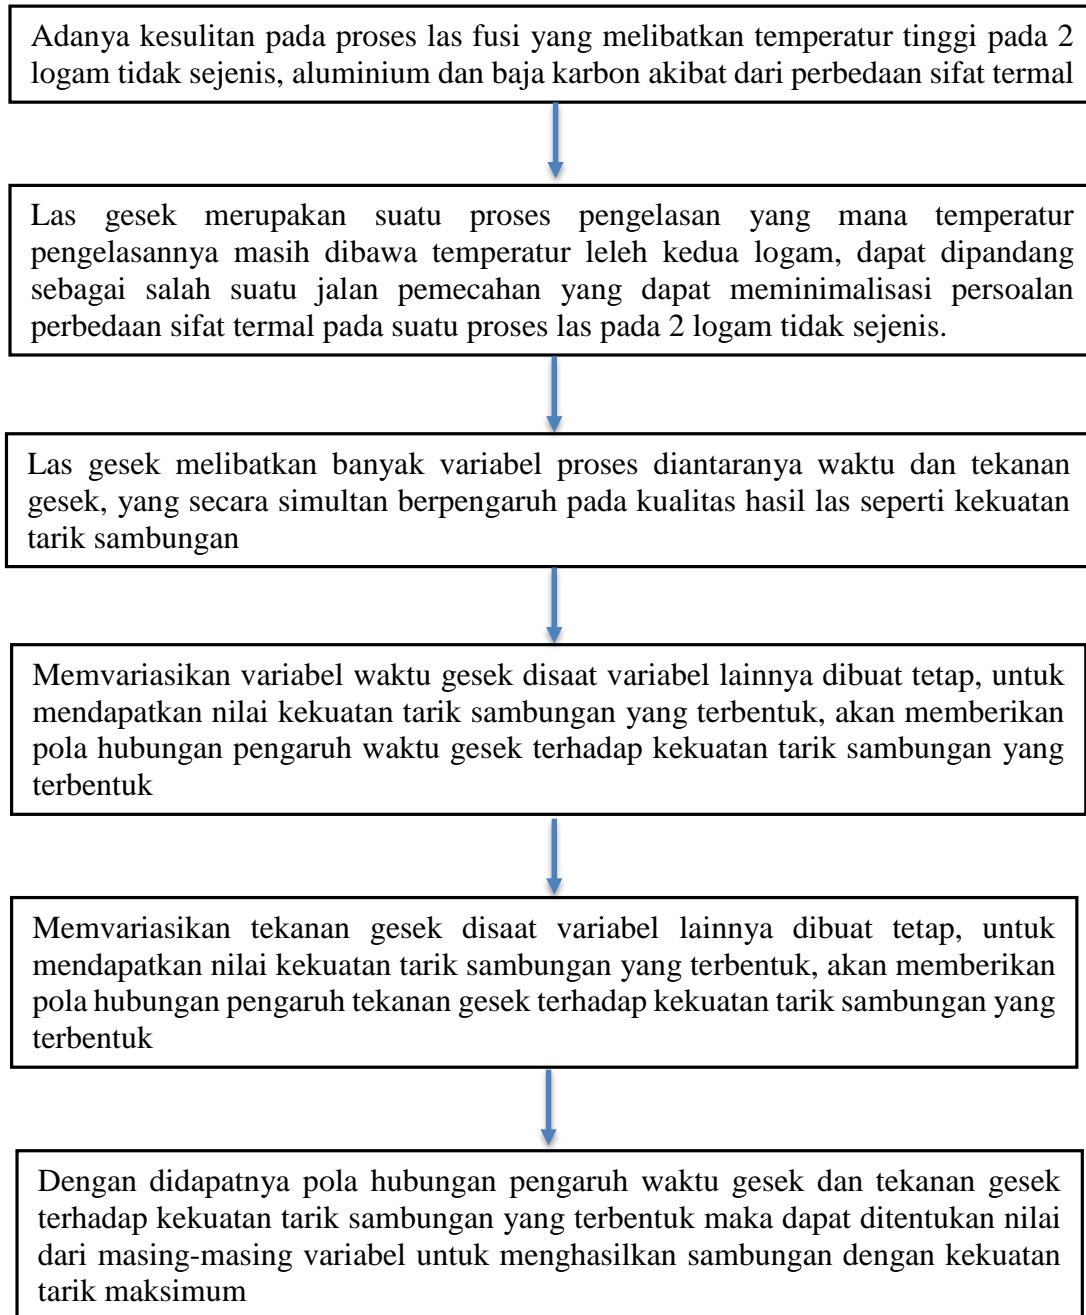 Adanya kesulitan pada proses las fusi yang melibatkan temperatur tinggi pada 2
logam tidak sejenis, aluminium dan baja karbon akibat dari perbedaan sifat termal
Las gesek merupakan suatu proses pengelasan yang mana temperatur
pengelasannya masih dibawa temperatur leleh kedua logam, dapat dipandang
sebagai salah suatu jalan pemecahan yang dapat meminimalisasi persoalan
perbedaan sifat termal pada suatu proses las pada 2 logam tidak sejenis.
Las gesek melibatkan banyak variabel proses diantaranya waktu dan tekanan
gesek, yang secara simultan berpengaruh pada kualitas hasil las seperti kekuatan
tarik sambungan
Memvariasikan variabel waktu gesek disaat variabel lainnya dibuat tetap, untuk
mendapatkan nilai kekuatan tarik sambungan yang terbentuk, akan memberikan
pola hubungan pengaruh waktu gesek terhadap kekuatan tarik sambungan yang
terbentuk
Memvariasikan tekanan gesek disaat variabel lainnya dibuat tetap, untuk
mendapatkan nilai kekuatan tarik sambungan yang terbentuk, akan memberikan
pola hubungan pengaruh tekanan gesek terhadap kekuatan tarik sambungan yang
terbentuk
Dengan didapatnya pola hubungan pengaruh waktu gesek dan tekanan gesek
terhadap kekuatan tarik sambungan yang terbentuk maka dapat ditentukan nilai
dari masing-masing variabel untuk menghasilkan sambungan dengan kekuatan
tarik maksimum